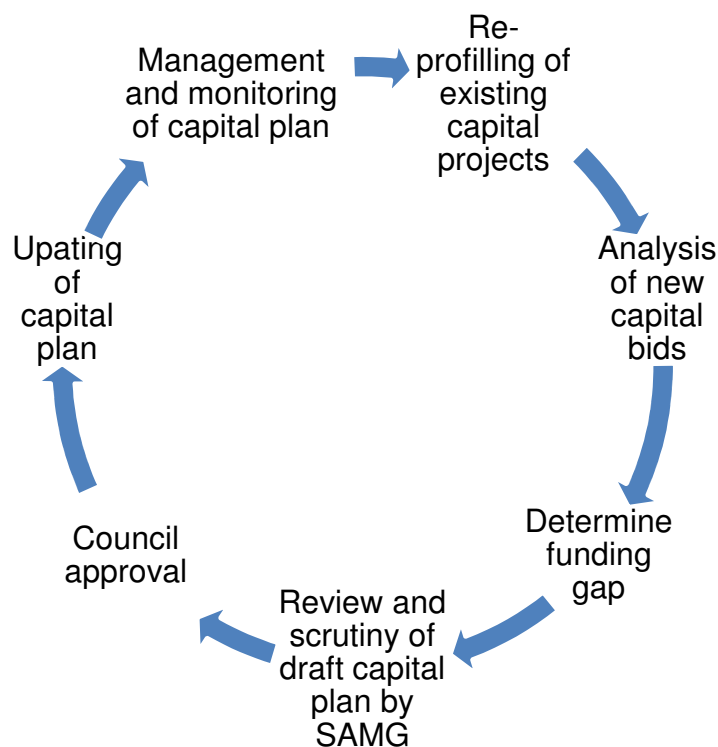 Re-
profilling of
existing
capital
projects
Analysis
of new
capital
bids
Determine
funding
gap
Review and
scrutiny of
draft capital
plan by
SAMG
Council
approval
Upating
of
capital
plan
Management
and monitoring
of capital plan